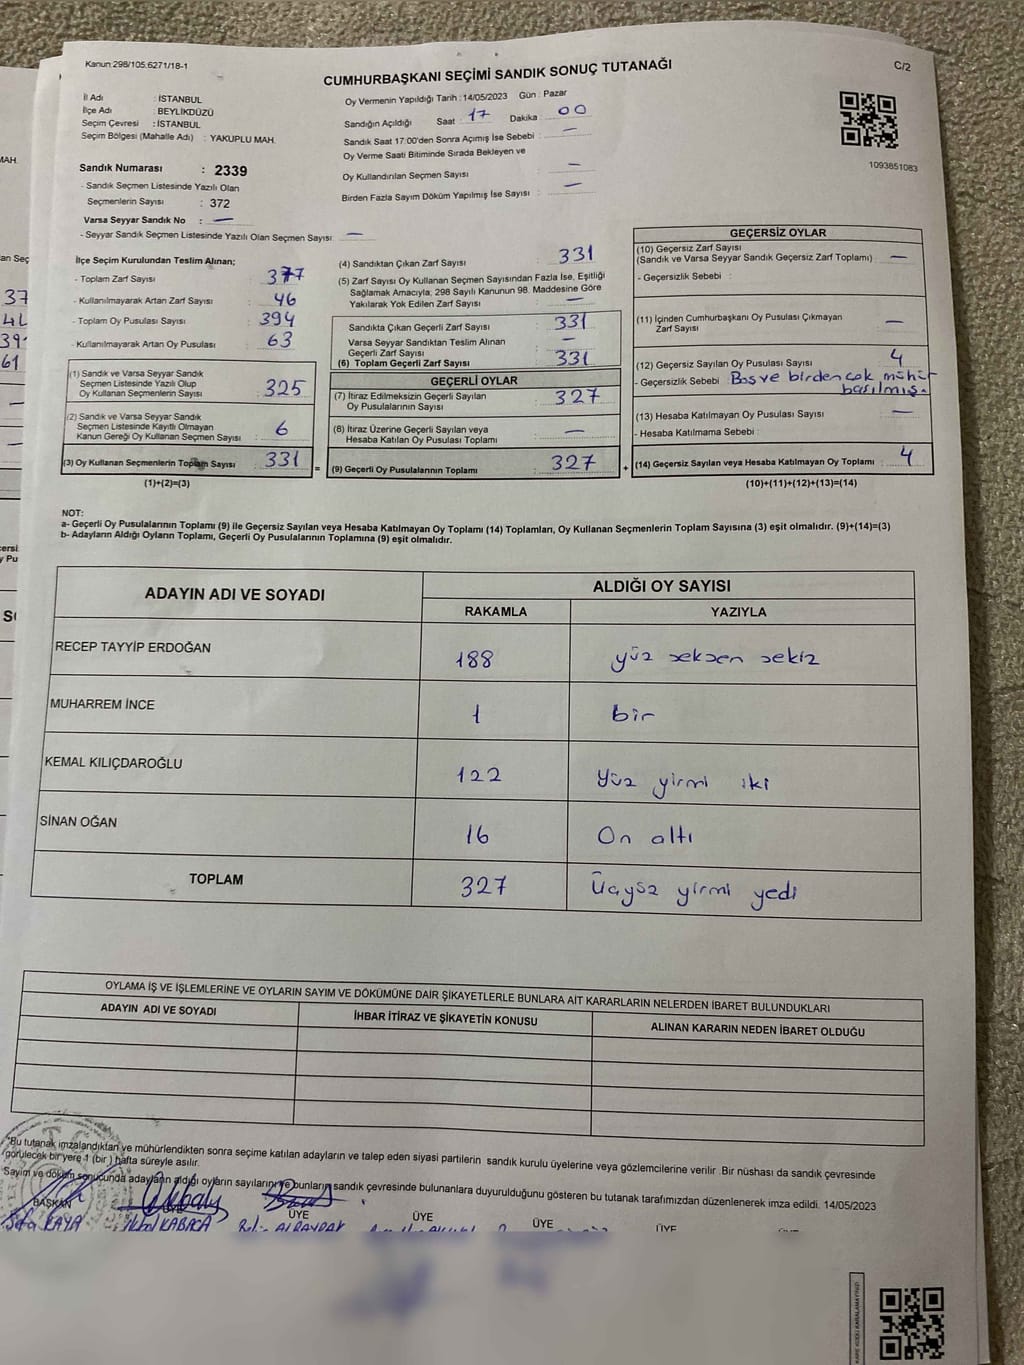 Kanun:298/105.6271/18-1
C/2
CUMHURBAŞKANI SEÇİMİ SANDIK SONUÇ TUTANAĞI
İl Adı : İSTANBUL
İlçe Adı : BEYLİKDÜZÜ
Seçim Çevresi : İSTANBUL
Seçim Bölgesi (Mahalle Adı) : YAKUPLU MAH.
Sandık Numarası : 2339
- Sandık Seçmen Listesinde Yazılı Olan
Seçmenlerin Sayısı : 372
Varsa Seyyar Sandık No : —
- Seyyar Sandık Seçmen Listesinde Yazılı Olan Seçmen Sayısı: —
Oy Vermenin Yapıldığı Tarih : 14/05/2023 Gün : Pazar
Sandığın Açıldığı Saat : 17 Dakika : 00
Sandık Saat 17:00'den Sonra Açımış İse Sebebi : —
Oy Verme Saati Bitiminde Sırada Bekleyen ve
Oy Kullandırılan Seçmen Sayısı : —
Birden Fazla Sayım Döküm Yapılmış İse Sayısı : —
1093851083
İlçe Seçim Kurulundan Teslim Alınan;
- Toplam Zarf Sayısı : 377
- Kullanılmayarak Artan Zarf Sayısı : 46
- Toplam Oy Pusulası Sayısı : 394
- Kullanılmayarak Artan Oy Pusulası : 63
(1) Sandık ve Varsa Seyyar Sandık
Seçmen Listesinde Yazılı Olup
Oy Kullanan Seçmenlerin Sayısı : 325
(2) Sandık ve Varsa Seyyar Sandık
Seçmen Listesinde Kayıtlı Olmayan
Kanun Gereği Oy Kullanan Seçmen Sayısı : 6
(3) Oy Kullanan Seçmenlerin Toplam Sayısı : 331 =
(1)+(2)=(3)
(4) Sandıktan Çıkan Zarf Sayısı : 331
(5) Zarf Sayısı Oy Kullanan Seçmen Sayısından Fazla İse, Eşitliği
Sağlamak Amacıyla; 298 Sayılı Kanunun 98. Maddesine Göre
Yakılarak Yok Edilen Zarf Sayısı : —
Sandıkta Çıkan Geçerli Zarf Sayısı : 331
Varsa Seyyar Sandıktan Teslim Alınan
Geçerli Zarf Sayısı : —
(6) Toplam Geçerli Zarf Sayısı : 331
GEÇERLİ OYLAR
(7) İtiraz Edilmeksizin Geçerli Sayılan
Oy Pusulalarının Sayısı : 327
(8) İtiraz Üzerine Geçerli Sayılan veya
Hesaba Katılan Oy Pusulası Toplamı : —
(9) Geçerli Oy Pusulalarının Toplamı : 327 +
GEÇERSİZ OYLAR
(10) Geçersiz Zarf Sayısı
(Sandık ve Varsa Seyyar Sandık Geçersiz Zarf Toplamı) : —
- Geçersizlik Sebebi :
(11) İçinden Cumhurbaşkanı Oy Pusulası Çıkmayan
Zarf Sayısı : —
(12) Geçersiz Sayılan Oy Pusulası Sayısı : 4
- Geçersizlik Sebebi : Boş ve birden çok mühür
basılmış.
(13) Hesaba Katılmayan Oy Pusulası Sayısı : —
- Hesaba Katılmama Sebebi :
(14) Geçersiz Sayılan veya Hesaba Katılmayan Oy Toplamı : 4
(10)+(11)+(12)+(13)=(14)
NOT:
a- Geçerli Oy Pusulalarının Toplamı (9) ile Geçersiz Sayılan veya Hesaba Katılmayan Oy Toplamı (14) Toplamları, Oy Kullanan Seçmenlerin Toplam Sayısına (3) eşit olmalıdır. (9)+(14)=(3)
b- Adayların Aldığı Oyların Toplamı, Geçerli Oy Pusulalarının Toplamına (9) eşit olmalıdır.
ADAYIN ADI VE SOYADI
ALDIĞI OY SAYISI
RAKAMLA YAZIYLA
RECEP TAYYİP ERDOĞAN 188 yüz seksen sekiz
MUHARREM İNCE 1 bir
KEMAL KILIÇDAROĞLU 122 Yüz yirmi iki
SİNAN OĞAN 16 On altı
TOPLAM 327 Üçyüz yirmi yedi
OYLAMA İŞ VE İŞLEMLERİNE VE OYLARIN SAYIM VE DÖKÜMÜNE DAİR ŞİKAYETLERLE BUNLARA AİT KARARLARIN NELERDEN İBARET BULUNDUKLARI
ADAYIN ADI VE SOYADI
İHBAR İTİRAZ VE ŞİKAYETİN KONUSU
ALINAN KARARIN NEDEN İBARET OLDUĞU
"Bu tutanak imzalandıktan ve mühürlendikten sonra seçime katılan adayların ve talep eden siyasi partilerin sandık kurulu üyelerine veya gözlemcilerine verilir .Bir nüshası da sandık çevresinde
görülecek bir yere 1 (bir ) hafta süreyle asılır.
Sayım ve döküm sonucunda adayların aldığı oyların sayılarını ve bunların sandık çevresinde bulunanlara duyurulduğunu gösteren bu tutanak tarafımızdan düzenlenerek imza edildi. 14/05/2023
BAŞKAN ÜYE ÜYE ÜYE ÜYE ÜYE
KAYA KABACA